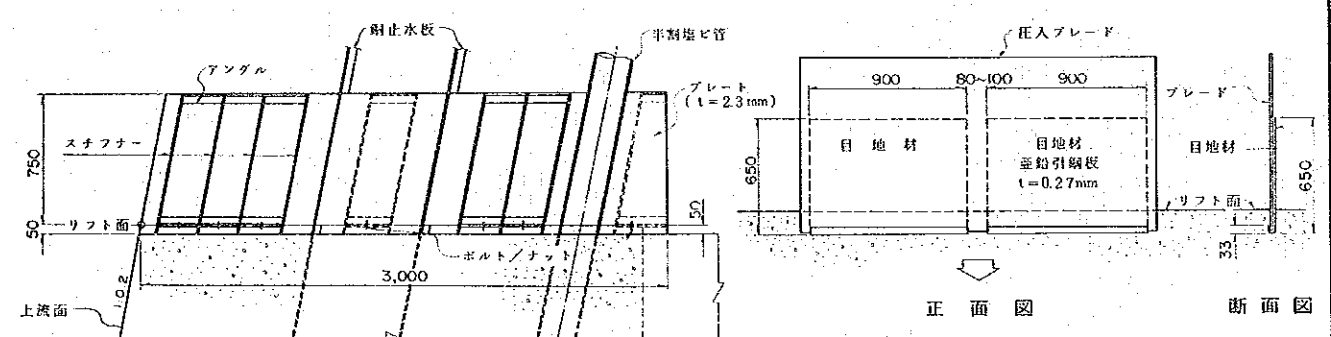 銅止水板
半割塩ビ管
アングル
プレート
(t=2.3mm)
スチフナー
750
リフト面
50
50
ボルト/ナット
3,000
1:0.2
上流面
圧入ブレード
900
80~100
900
ブレード
目地材
目地材
亜鉛引鋼板
t=0.27mm
目地材
650
650
リフト面
33
正面図
断面図